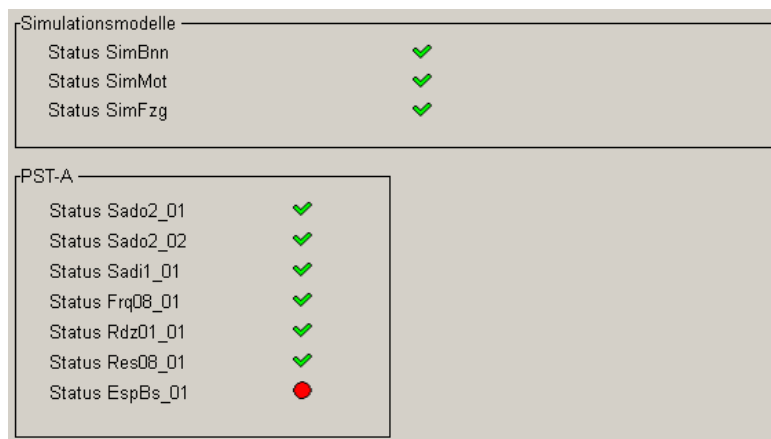 Simulationsmodelle
Status SimBnn
Status SimMot
Status SimFzg
PST-A
Status Sado2_01
Status Sado2_02
Status Sadi1_01
Status Frq08_01
Status Rdz01_01
Status Res08_01
Status EspBs_01